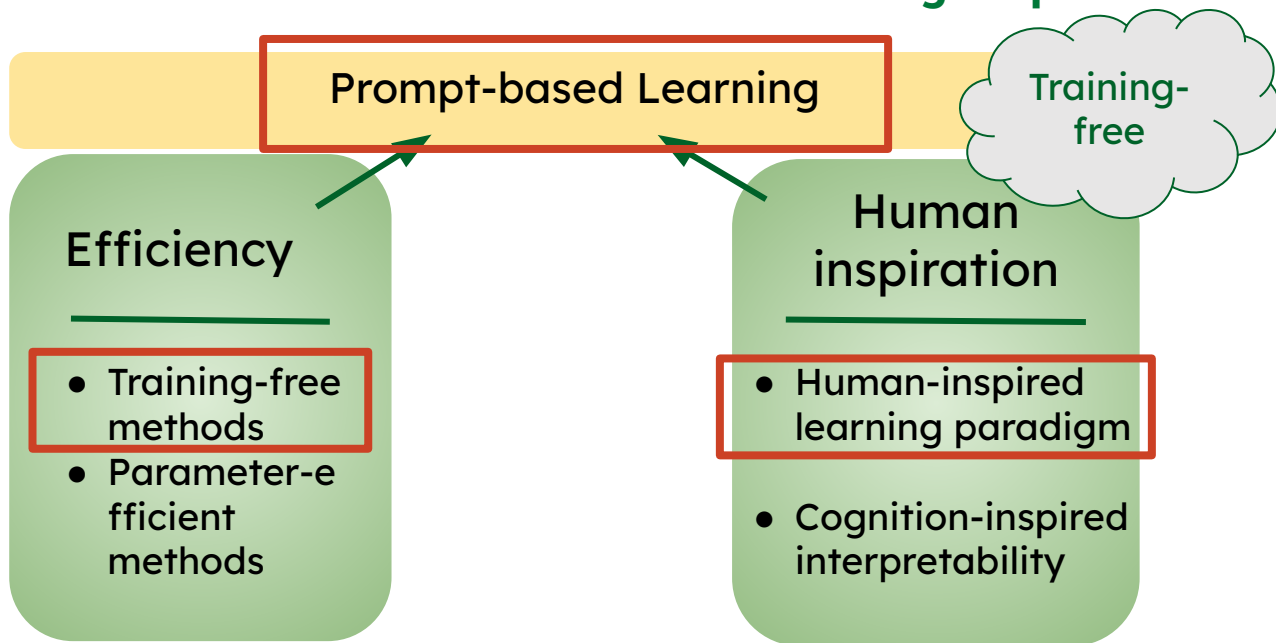 Prompt-based Learning
Training-
free
Efficiency
● Training-free
methods
● Parameter-e
fficient
methods
Human
inspiration
● Human-inspired
learning paradigm
● Cognition-inspired
interpretability